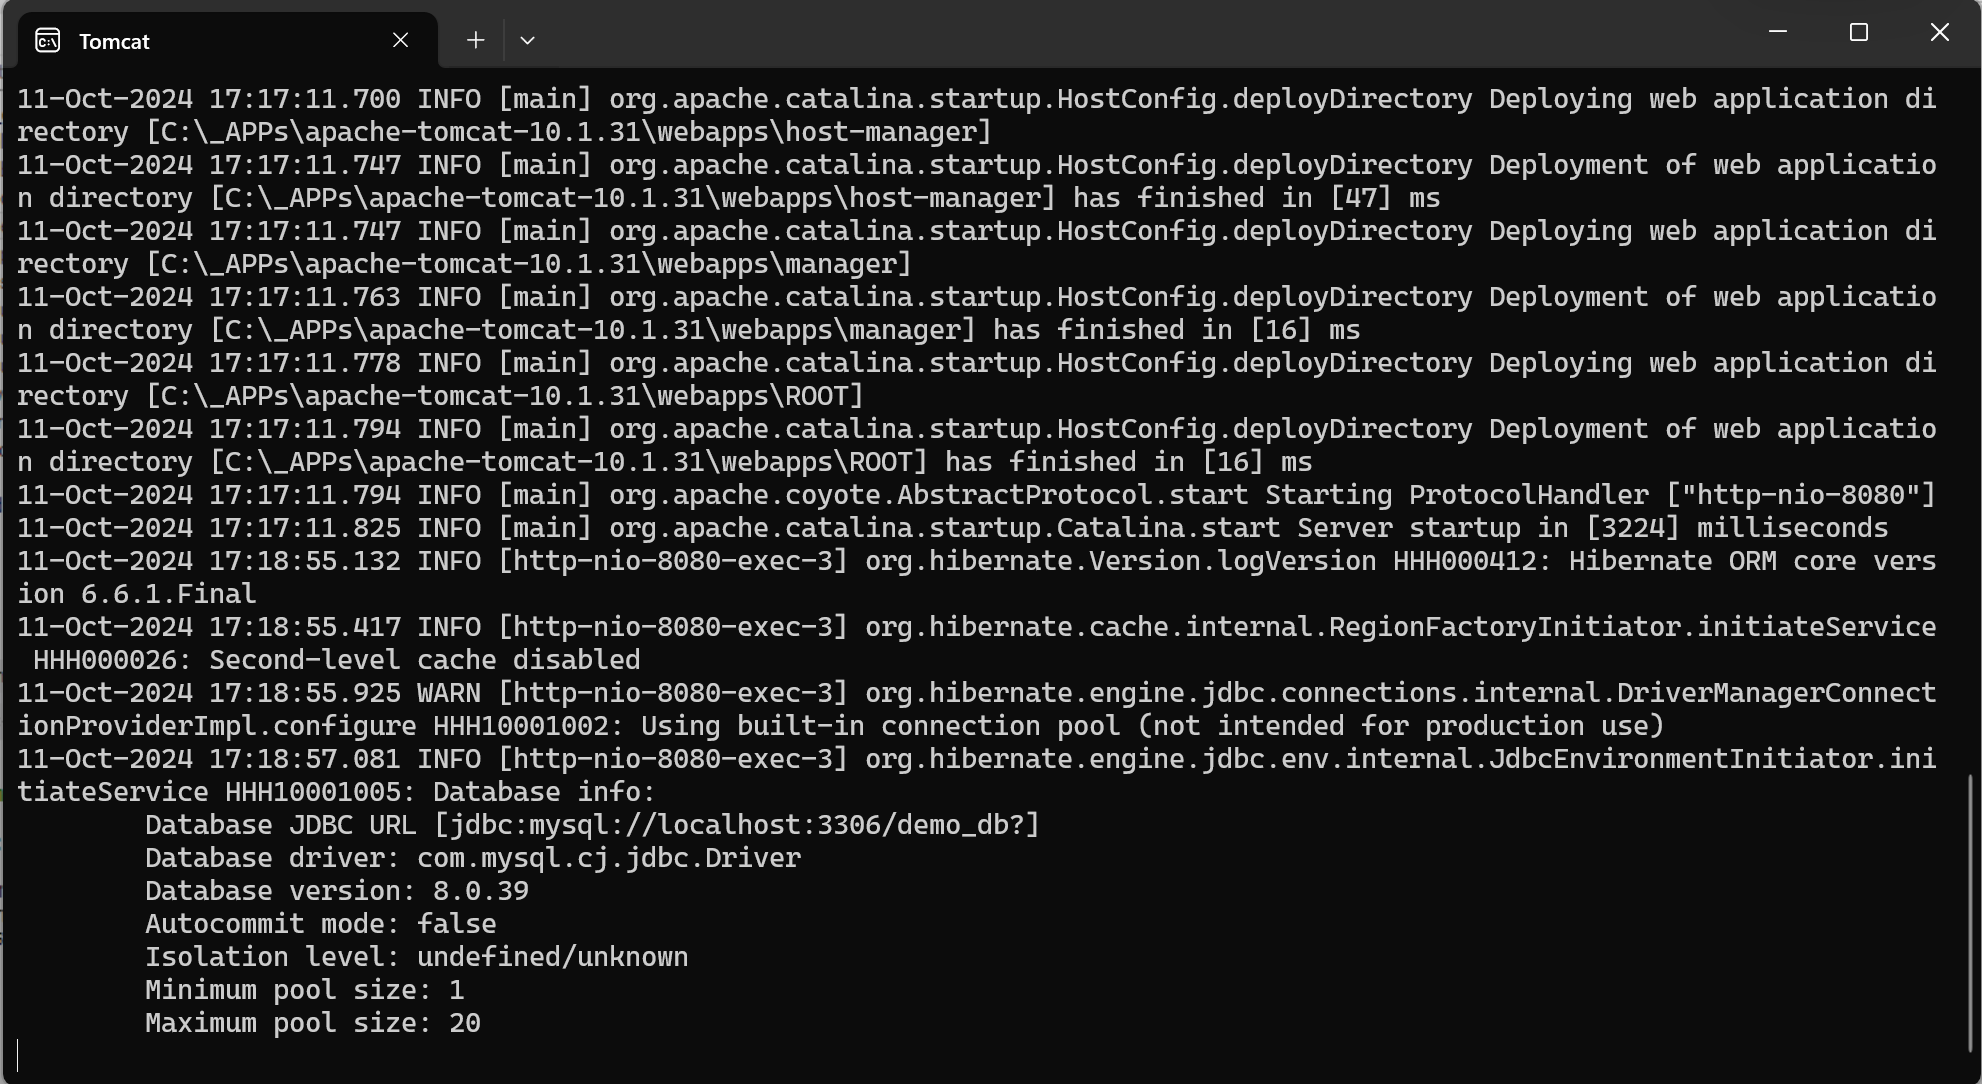 Tomcat
11-Oct-2024 17:17:11.700 INFO [main] org.apache.catalina.startup.HostConfig.deployDirectory Deploying web application di
rectory [C:\_APPs\apache-tomcat-10.1.31\webapps\host-manager]
11-Oct-2024 17:17:11.747 INFO [main] org.apache.catalina.startup.HostConfig.deployDirectory Deployment of web applicatio
n directory [C:\_APPs\apache-tomcat-10.1.31\webapps\host-manager] has finished in [47] ms
11-Oct-2024 17:17:11.747 INFO [main] org.apache.catalina.startup.HostConfig.deployDirectory Deploying web application di
rectory [C:\_APPs\apache-tomcat-10.1.31\webapps\manager]
11-Oct-2024 17:17:11.763 INFO [main] org.apache.catalina.startup.HostConfig.deployDirectory Deployment of web applicatio
n directory [C:\_APPs\apache-tomcat-10.1.31\webapps\manager] has finished in [16] ms
11-Oct-2024 17:17:11.778 INFO [main] org.apache.catalina.startup.HostConfig.deployDirectory Deploying web application di
rectory [C:\_APPs\apache-tomcat-10.1.31\webapps\ROOT]
11-Oct-2024 17:17:11.794 INFO [main] org.apache.catalina.startup.HostConfig.deployDirectory Deployment of web applicatio
n directory [C:\_APPs\apache-tomcat-10.1.31\webapps\ROOT] has finished in [16] ms
11-Oct-2024 17:17:11.794 INFO [main] org.apache.coyote.AbstractProtocol.start Starting ProtocolHandler ["http-nio-8080"]
11-Oct-2024 17:17:11.825 INFO [main] org.apache.catalina.startup.Catalina.start Server startup in [3224] milliseconds
11-Oct-2024 17:18:55.132 INFO [http-nio-8080-exec-3] org.hibernate.Version.logVersion HHH000412: Hibernate ORM core vers
ion 6.6.1.Final
11-Oct-2024 17:18:55.417 INFO [http-nio-8080-exec-3] org.hibernate.cache.internal.RegionFactoryInitiator.initiateService
 HHH000026: Second-level cache disabled
11-Oct-2024 17:18:55.925 WARN [http-nio-8080-exec-3] org.hibernate.engine.jdbc.connections.internal.DriverManagerConnect
ionProviderImpl.configure HHH10001002: Using built-in connection pool (not intended for production use)
11-Oct-2024 17:18:57.081 INFO [http-nio-8080-exec-3] org.hibernate.engine.jdbc.env.internal.JdbcEnvironmentInitiator.ini
tiateService HHH10001005: Database info:
        Database JDBC URL [jdbc:mysql://localhost:3306/demo_db?]
        Database driver: com.mysql.cj.jdbc.Driver
        Database version: 8.0.39
        Autocommit mode: false
        Isolation level: undefined/unknown
        Minimum pool size: 1
        Maximum pool size: 20